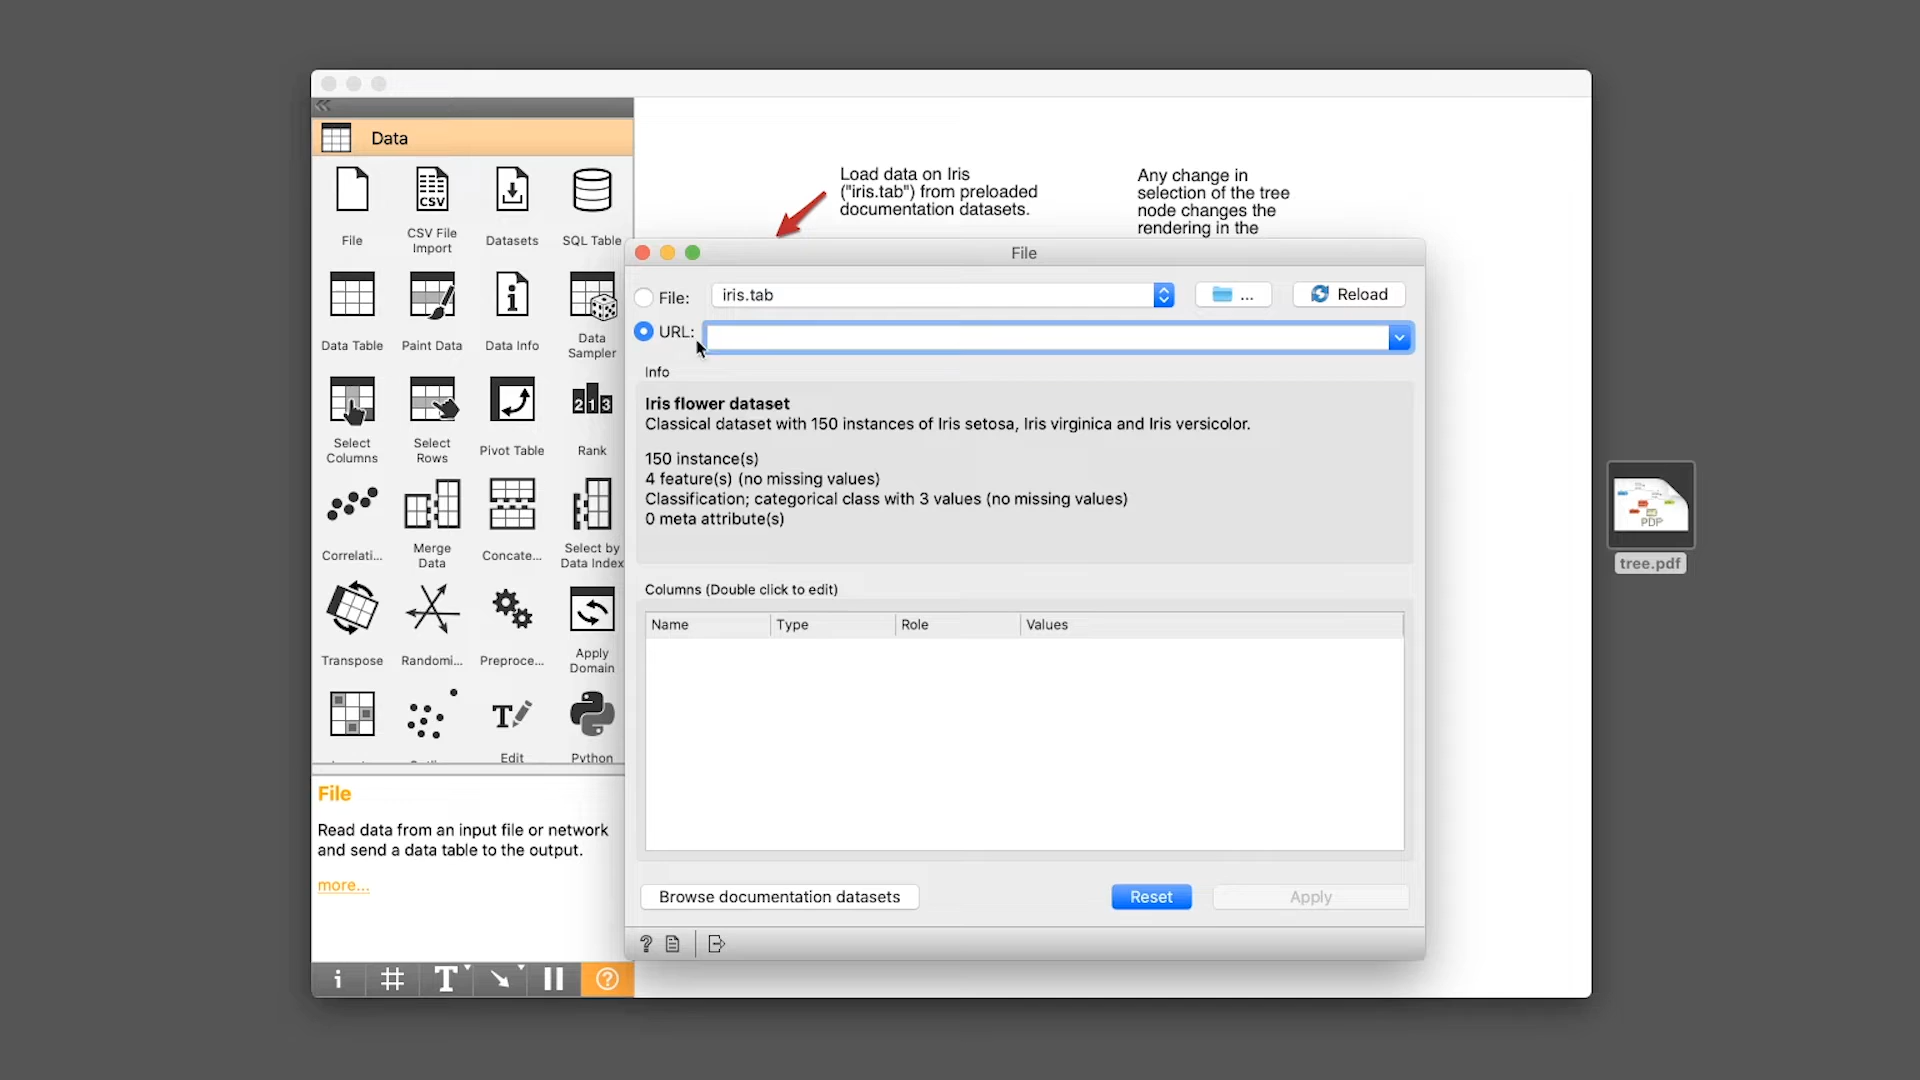 Data
File
CSV File
Import
CSV
Datasets
SQL Table
Data Table
Paint Data
Data Info
Data
Sampler
Select
Columns
Select
Rows
Pivot Table
2 1 3
Rank
Correlati...
Merge
Data
Concate...
Select by
Data Index
Transpose
Randomi...
Preproce...
Apply
Domain
Edit
Python
File
Read data from an input file or network
and send a data table to the output.
more...
Load data on Iris
("iris.tab") from preloaded
documentation datasets.
Any change in
selection of the tree
node changes the
rendering in the
File
File:
iris.tab
...
Reload
URL:
Info
Iris flower dataset
Classical dataset with 150 instances of Iris setosa, Iris virginica and Iris versicolor.
150 instance(s)
4 feature(s) (no missing values)
Classification; categorical class with 3 values (no missing values)
0 meta attribute(s)
Columns (Double click to edit)
Name
Type
Role
Values
Browse documentation datasets
Reset
Apply
PDF
tree.pdf